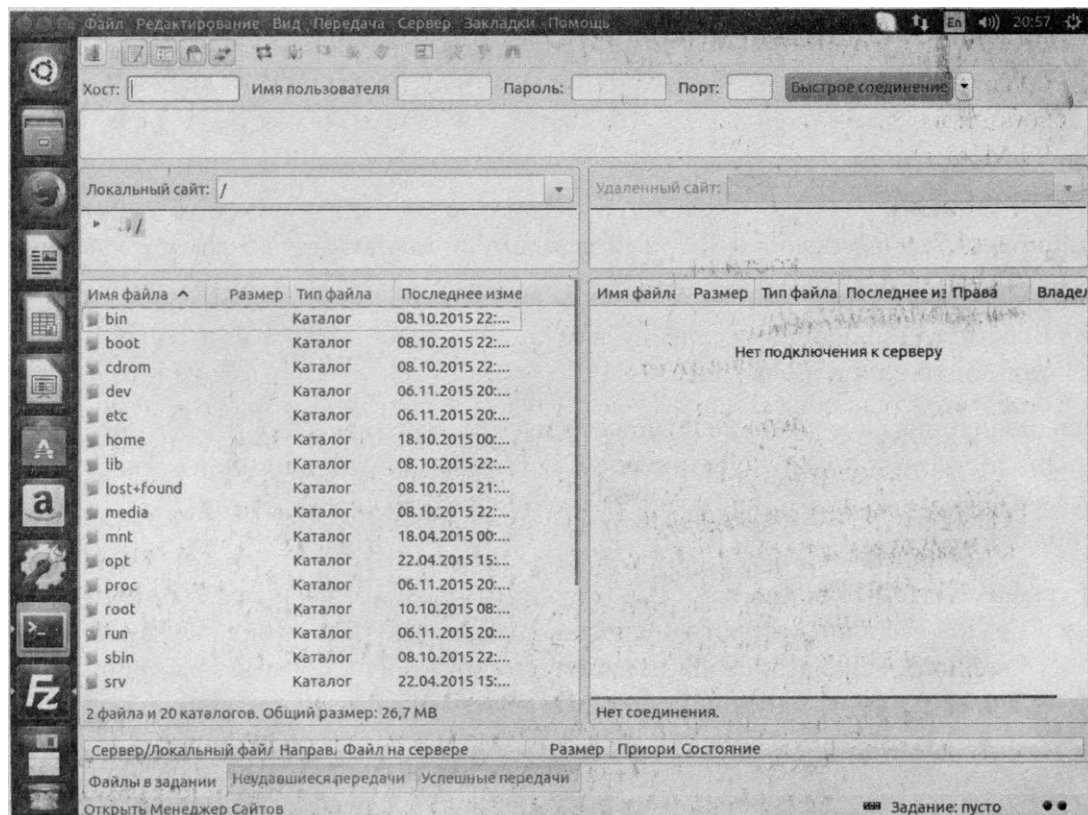 Файл Редактирование Вид Передача Сервер Закладки Помощь En 20:57
Хост: Имя пользователя Пароль: Порт: Быстрое соединение
Локальный сайт: /
Удаленный сайт:
/
Имя файла Размер Тип файла Последнее изме
bin Каталог 08.10.2015 22:...
boot Каталог 08.10.2015 22:...
cdrom Каталог 08.10.2015 22:...
dev Каталог 06.11.2015 20:...
etc Каталог 06.11.2015 20:...
home Каталог 18.10.2015 00:...
lib Каталог 08.10.2015 22:...
lost+found Каталог 08.10.2015 21:...
media Каталог 08.10.2015 22:...
mnt Каталог 18.04.2015 00:...
opt Каталог 22.04.2015 15:...
proc Каталог 06.11.2015 20:...
root Каталог 10.10.2015 08:...
run Каталог 06.11.2015 20:...
sbin Каталог 08.10.2015 22:...
srv Каталог 22.04.2015 15:...
2 файла и 20 каталогов. Общий размер: 26,7 MB
Имя файла Размер Тип файла Последнее из Права Владел
Нет подключения к серверу
Нет соединения.
Сервер/Локальный файл Направ. Файл на сервере Размер Приори Состояние
Файлы в задании Неудавшиеся передачи Успешные передачи
Открыть Менеджер Сайтов Задание: пусто
a
Fz